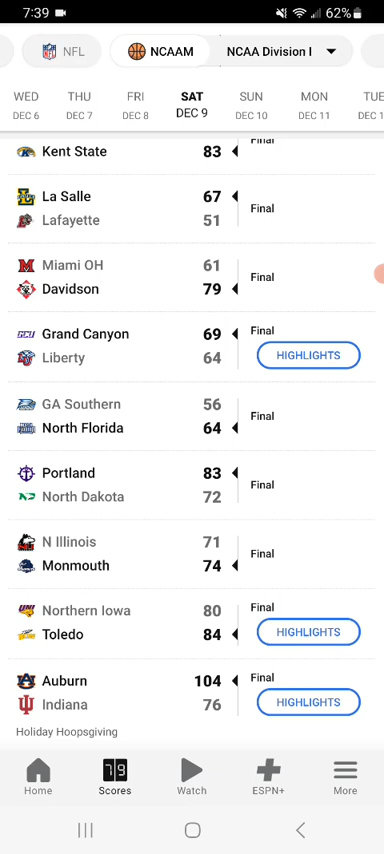 7:39 62%
NFL NCAAM NCAA Division I
WED THU FRI SAT SUN MON TUE
DEC 6 DEC 7 DEC 8 DEC 9 DEC 10 DEC 11 DEC 1
Final
Kent State 83
La Salle 67
Final
Lafayette 51
Miami OH 61
Final
Davidson 79
Grand Canyon 69 Final
Liberty 64 HIGHLIGHTS
GA Southern 56
Final
North Florida 64
Portland 83
Final
North Dakota 72
N Illinois 71
Final
Monmouth 74
Northern Iowa 80 Final
Toledo 84 HIGHLIGHTS
Auburn 104 Final
Indiana 76 HIGHLIGHTS
Holiday Hoopsgiving
79
Home Scores Watch ESPN+ More